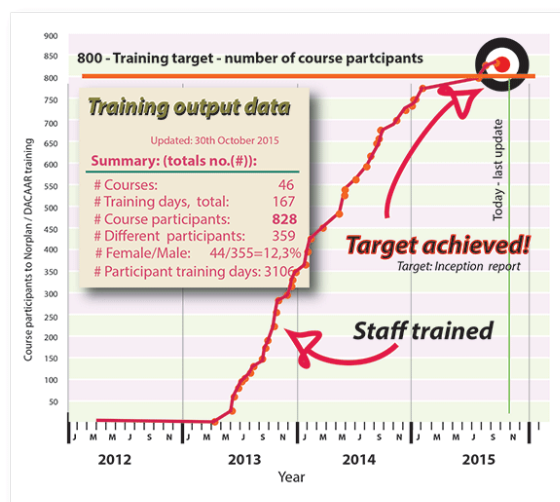 900
850
800
750
700
650
600
550
500
450
400
350
300
250
200
150
100
50
Course participants to Norplan / DACAAR training
800 - Training target - number of course partcipants
Training output data
Updated: 30th October 2015
Summary: (totals no.(#)):
# Courses: 46
# Training days, total: 167
# Course participants: 828
# Different participants: 359
# Female/Male: 44/355=12,3%
# Participant training days: 3106
Today - last update
Target achieved!
Target: Inception report
Staff trained
J M M J S N J M M J S N J M M J S N J M M J S N
2012 2013 2014 2015
Year